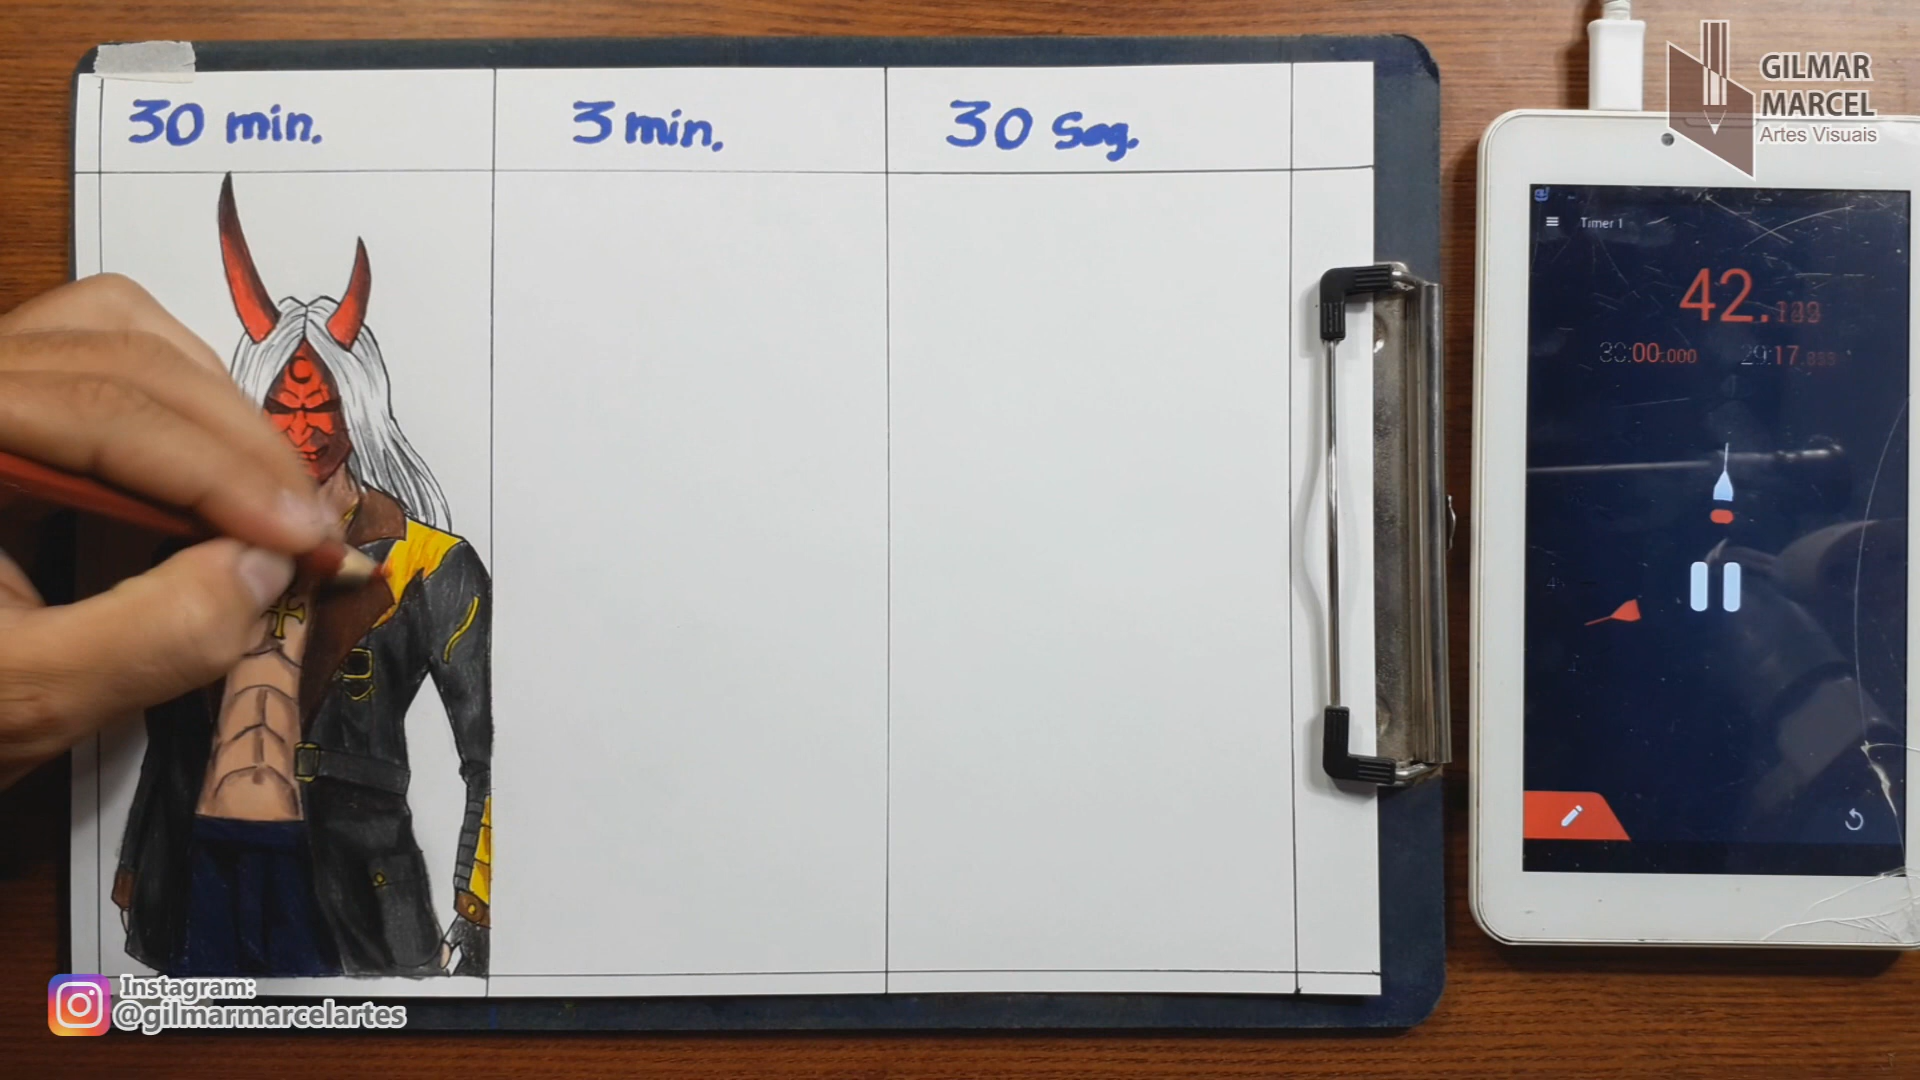 30 min.
3 min.
30 Seg.
GILMAR
MARCEL
Artes Visuais
Timer 1
42.
30:00.000
29:17
Instagram:
@gilmarmarcelartes